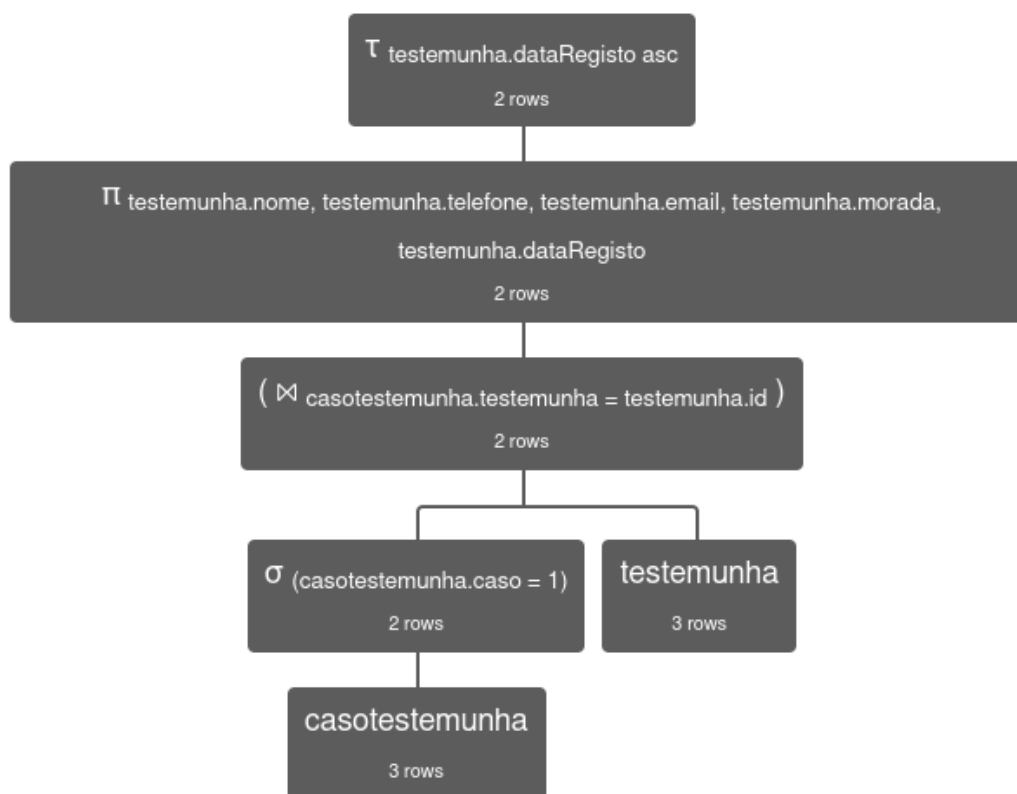 τ testemunha.dataRegisto asc
2 rows
π testemunha.nome, testemunha.telefone, testemunha.email, testemunha.morada,
testemunha.dataRegisto
2 rows
( ⋈ casotestemunha.testemunha = testemunha.id )
2 rows
σ (casotestemunha.caso = 1)
2 rows
testemunha
3 rows
casotestemunha
3 rows